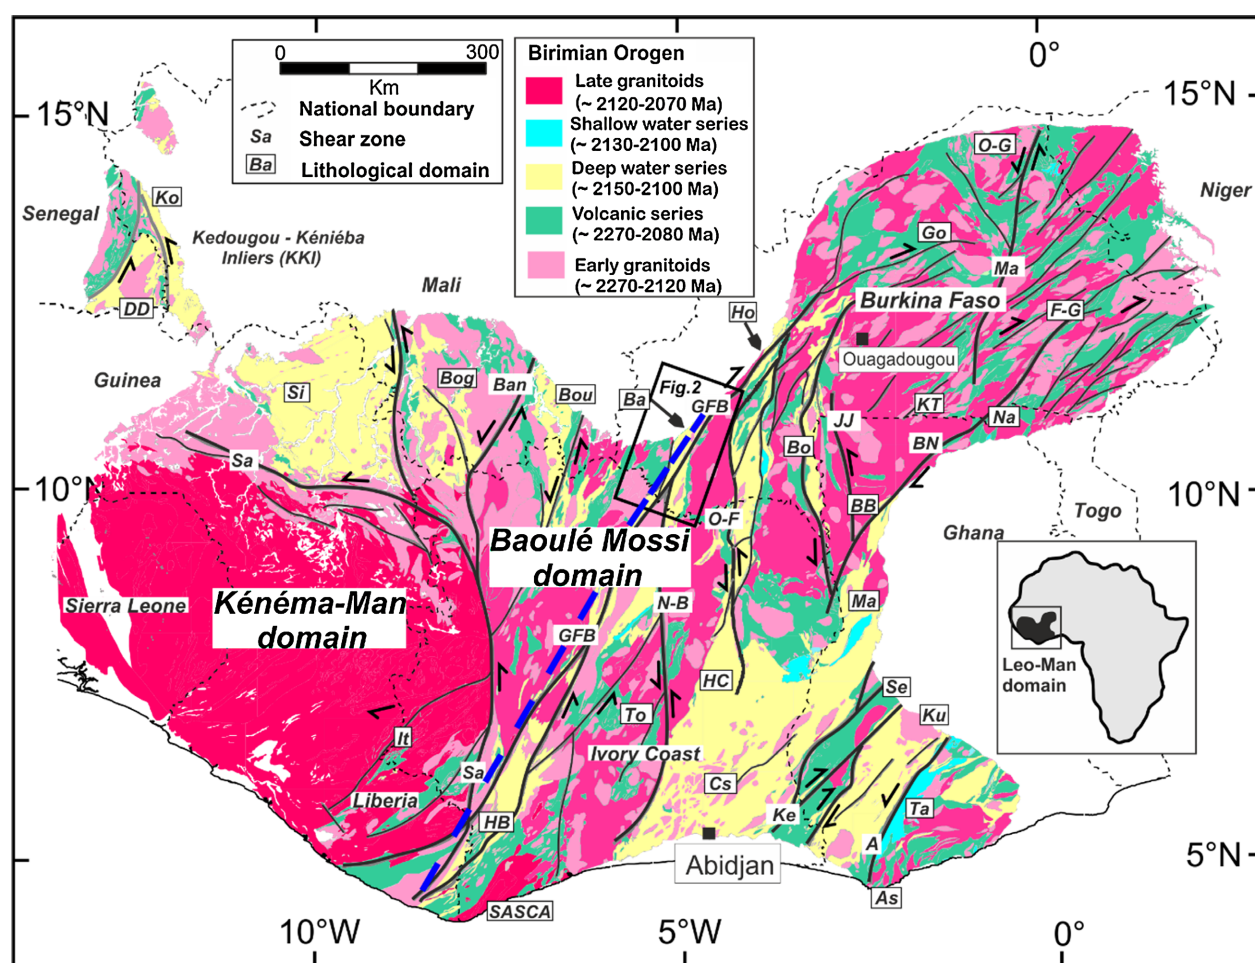 0°
0
300
Km
National boundary
Sa
Shear zone
Ba
Lithological domain
Birimian Orogen
Late granitoids
(~ 2120-2070 Ma)
Shallow water series
(~ 2130-2100 Ma)
Deep water series
(~ 2150-2100 Ma)
Volcanic series
(~ 2270-2080 Ma)
Early granitoids
(~ 2270-2120 Ma)
15°N
15°N
O-G
Niger
Senegal
Ko
Kedougou - Kéniéba
Inliers (KKI)
Go
Ma
Mali
Burkina Faso
DD
Ho
F-G
Ouagadougou
Guinea
Si
Bog
Ban
Bou
Ba
Fig.2
GFB
KT
Na
JJ
BN
Bo
Sa
10°N
10°N
BB
O-F
Togo
Ghana
Baoulé Mossi
domain
Sierra Leone
Kénéma-Man
domain
N-B
Ma
GFB
Leo-Man
domain
HC
Se
It
To
Ku
Ivory Coast
Sa
Cs
Liberia
HB
Ke
Ta
A
Abidjan
5°N
As
SASCA
10°W
5°W
0°